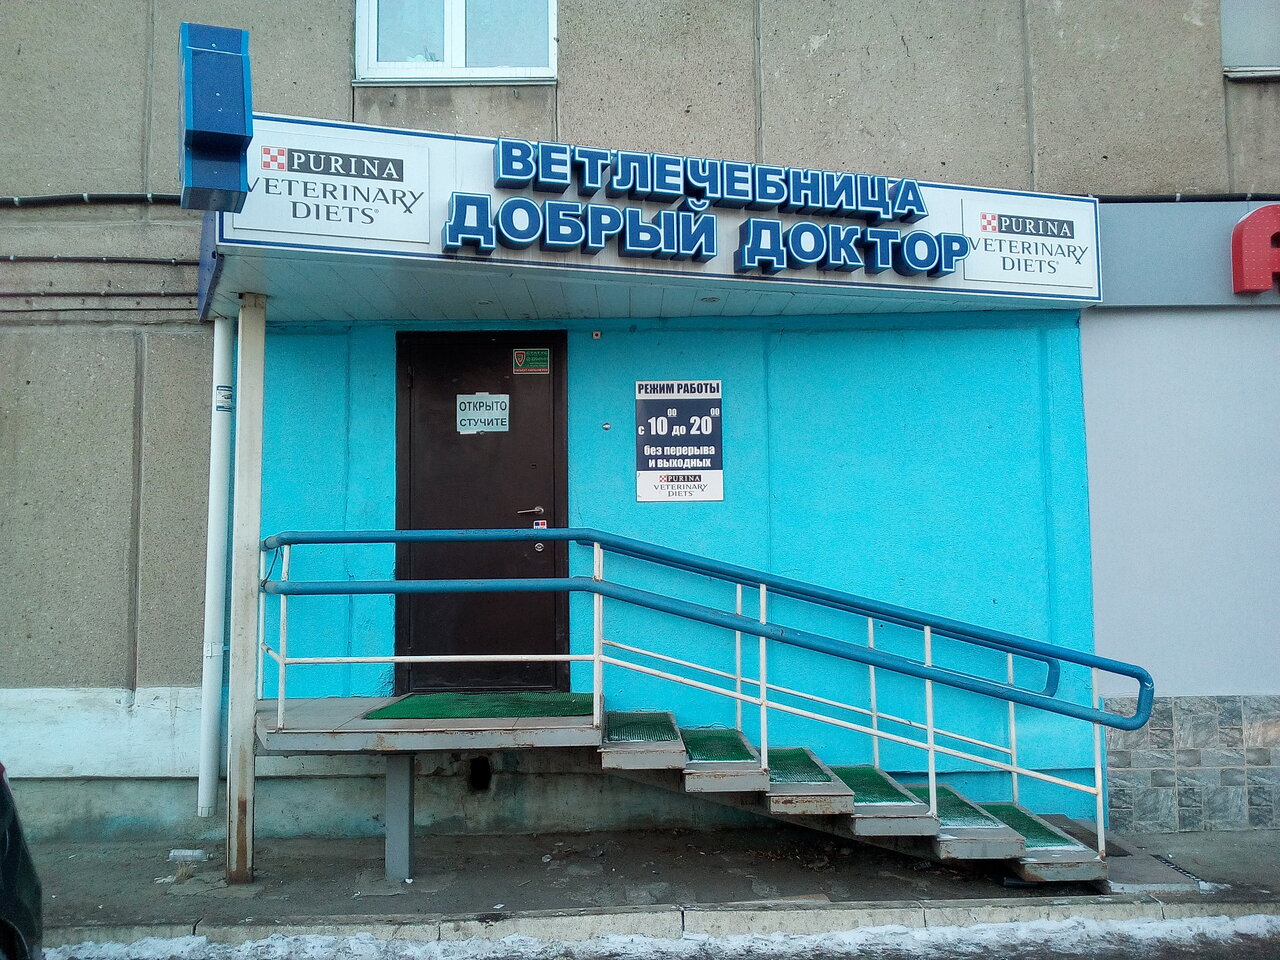 PURINA
VETERINARY
DIETS
ВЕТЛЕЧЕБНИЦА
ДОБРЫЙ ДОКТОР
PURINA
VETERINARY
DIETS
ОТКРЫТО
СТУЧИТЕ
РЕЖИМ РАБОТЫ
с 10 00 до 20 00
без перерыва
и выходных
PURINA
VETERINARY
DIETS